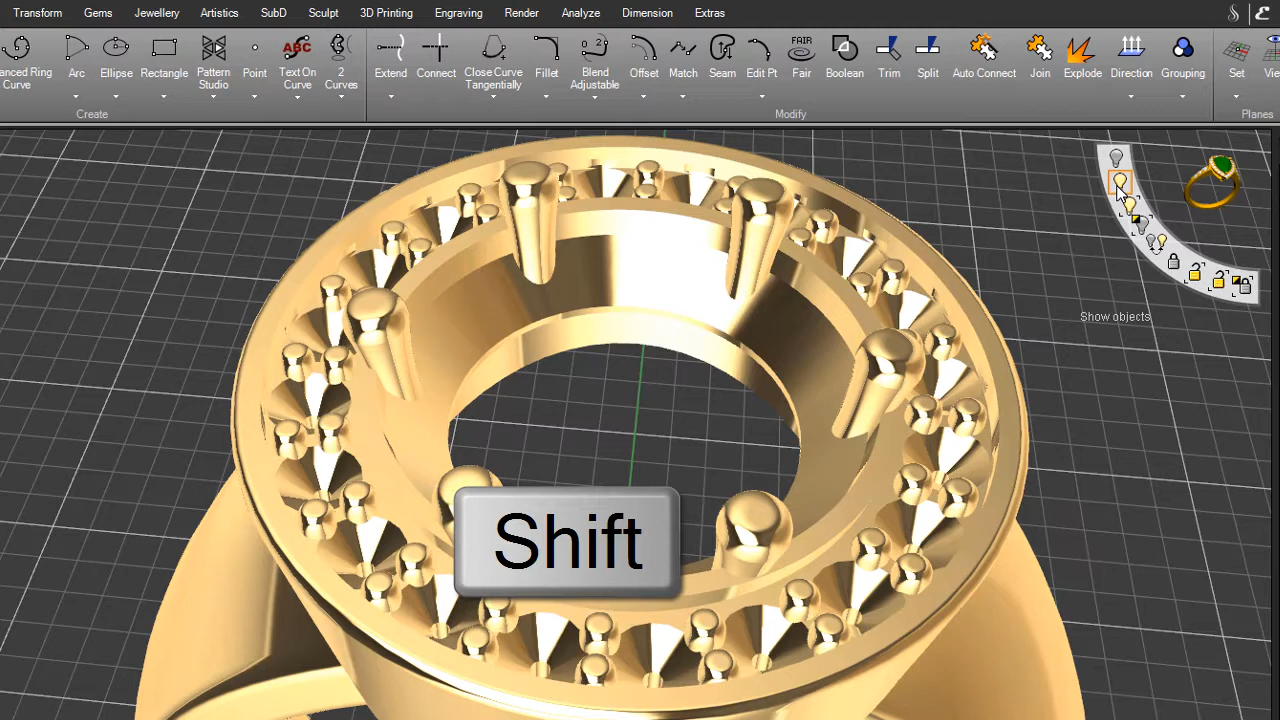 Transform Gems Jewellery Artistics SubD Sculpt 3D Printing Engraving Render Analyze Dimension Extras
anced Ring
Curve
Arc
Ellipse
Rectangle
Pattern
Studio
Point
ABC
Text On
Curve
2
Curves
Extend
Connect
Close Curve
Tangentially
Fillet
Blend
Adjustable
Offset
Match
Seam
Edit Pt
FAIR
Fair
Boolean
Trim
Split
Auto Connect
Join
Explode
Direction
Grouping
Set
Vie
Create
Modify
Planes
Show objects
Shift